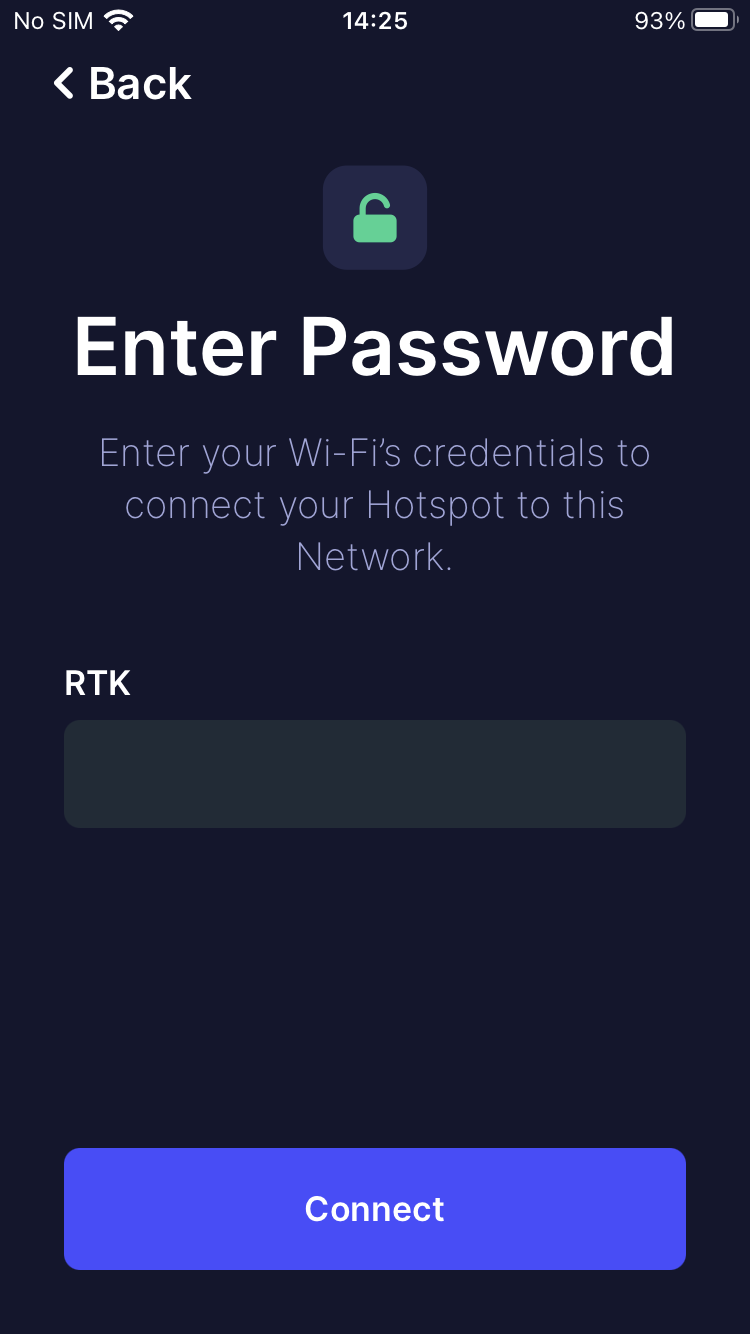 No SIM 14:25 93%
Back
Enter Password
Enter your Wi-Fi’s credentials to
connect your Hotspot to this
Network.
RTK
Connect